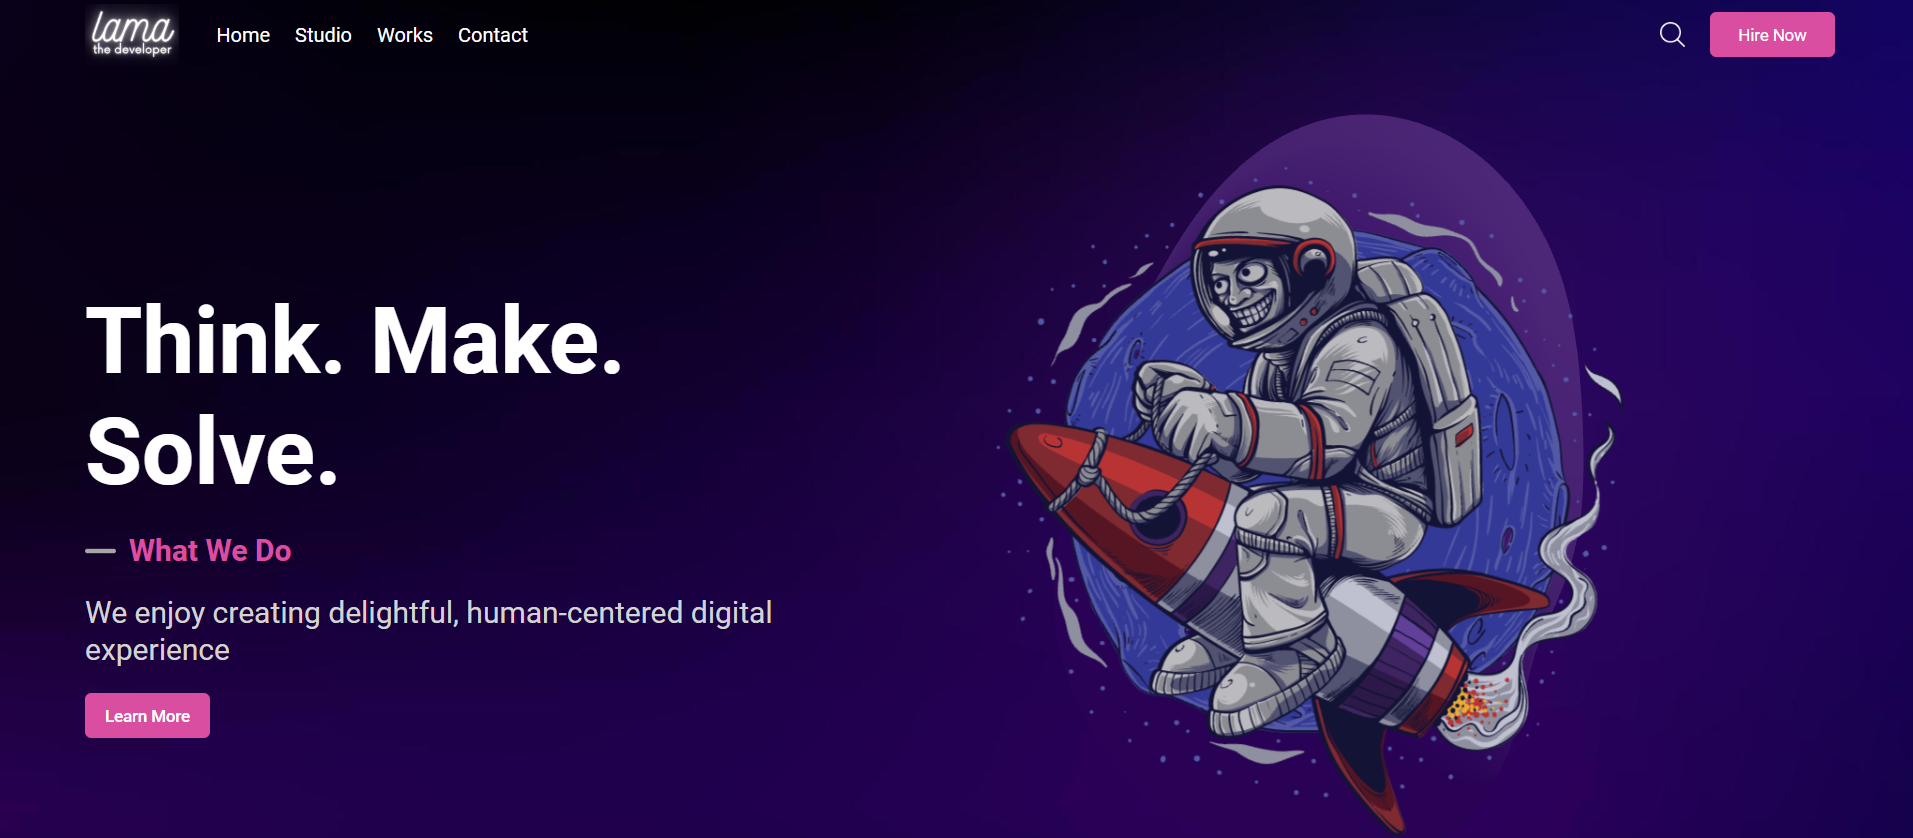 lama
the developer
Home Studio Works Contact
Hire Now
Think. Make.
Solve.
What We Do
We enjoy creating delightful, human-centered digital
experience
Learn More